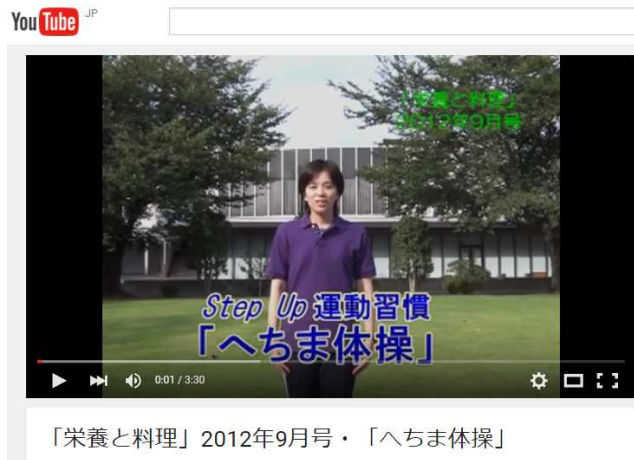 YouTube JP
「栄養と料理」
2012年9月号
Step Up 運動習慣
「へちま体操」
0:01 / 3:30
「栄養と料理」2012年9月号・「へちま体操」